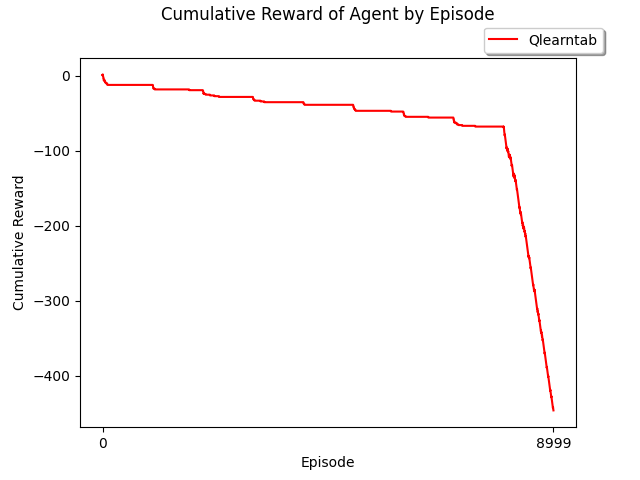 Cumulative Reward of Agent by Episode
Qlearntab
0
−100
−200
−300
−400
Cumulative Reward
0
8999
Episode